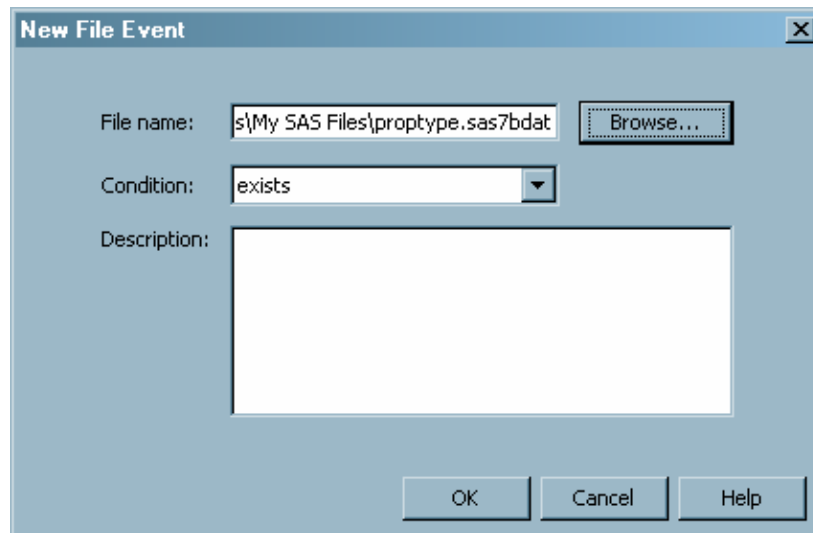 New File Event
File name: s\My SAS Files\proptype.sas7bdat Browse...
Condition: exists
Description:
OK Cancel Help